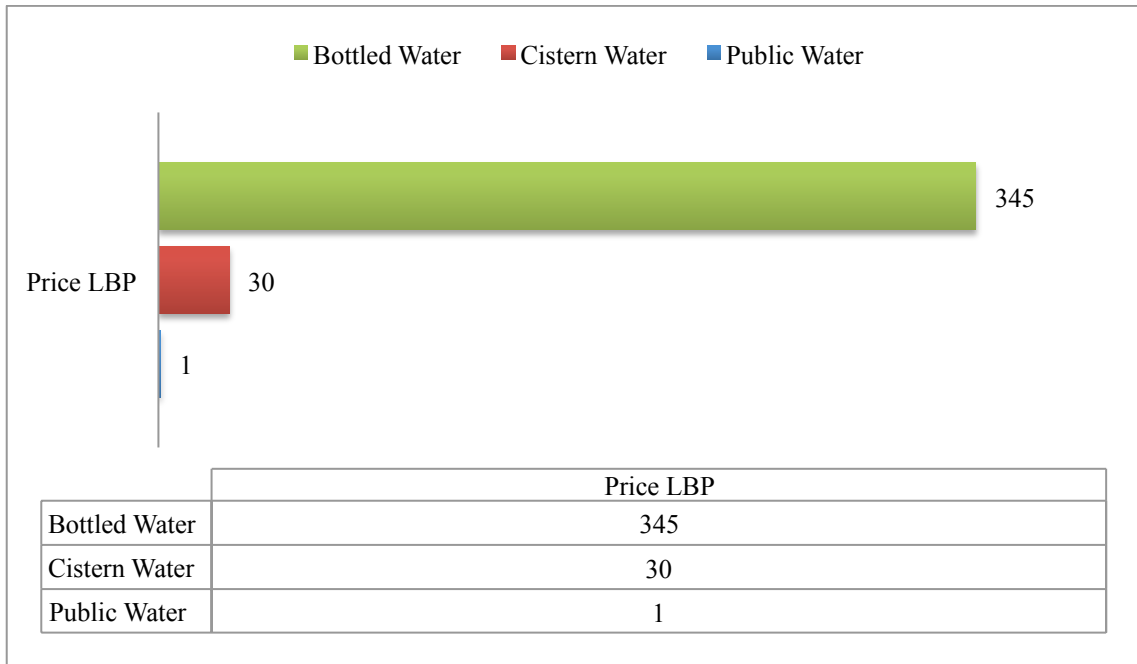 Bottled Water Cistern Water Public Water
345
Price LBP 30
1
Price LBP
Bottled Water 345
Cistern Water 30
Public Water 1